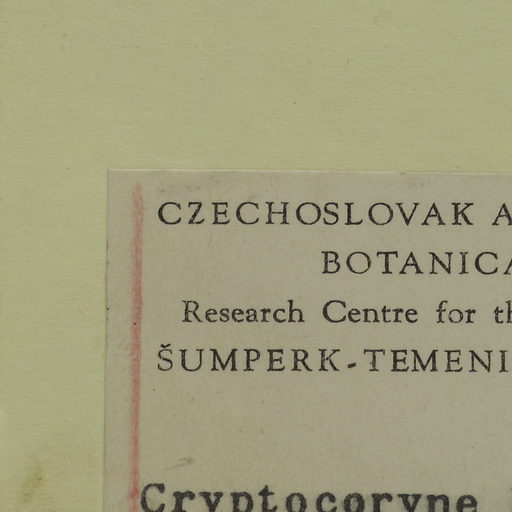 CZECHOSLOVAK A
BOTANICA
Research Centre for th
ŠUMPERK-TEMENI
Cryptocoryne